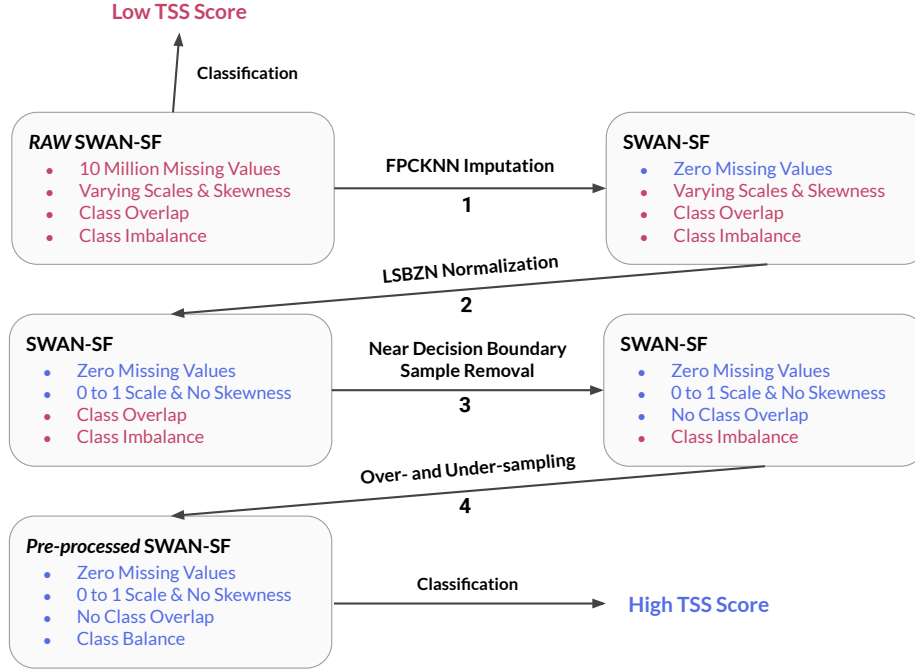 Low TSS Score
Classification
RAW SWAN-SF
• 10 Million Missing Values
• Varying Scales & Skewness
• Class Overlap
• Class Imbalance
FPCKNN Imputation
1
SWAN-SF
• Zero Missing Values
• Varying Scales & Skewness
• Class Overlap
• Class Imbalance
LSBZN Normalization
2
SWAN-SF
• Zero Missing Values
• 0 to 1 Scale & No Skewness
• Class Overlap
• Class Imbalance
Near Decision Boundary
Sample Removal
3
SWAN-SF
• Zero Missing Values
• 0 to 1 Scale & No Skewness
• No Class Overlap
• Class Imbalance
Over- and Under-sampling
4
Pre-processed SWAN-SF
• Zero Missing Values
• 0 to 1 Scale & No Skewness
• No Class Overlap
• Class Balance
Classification
High TSS Score